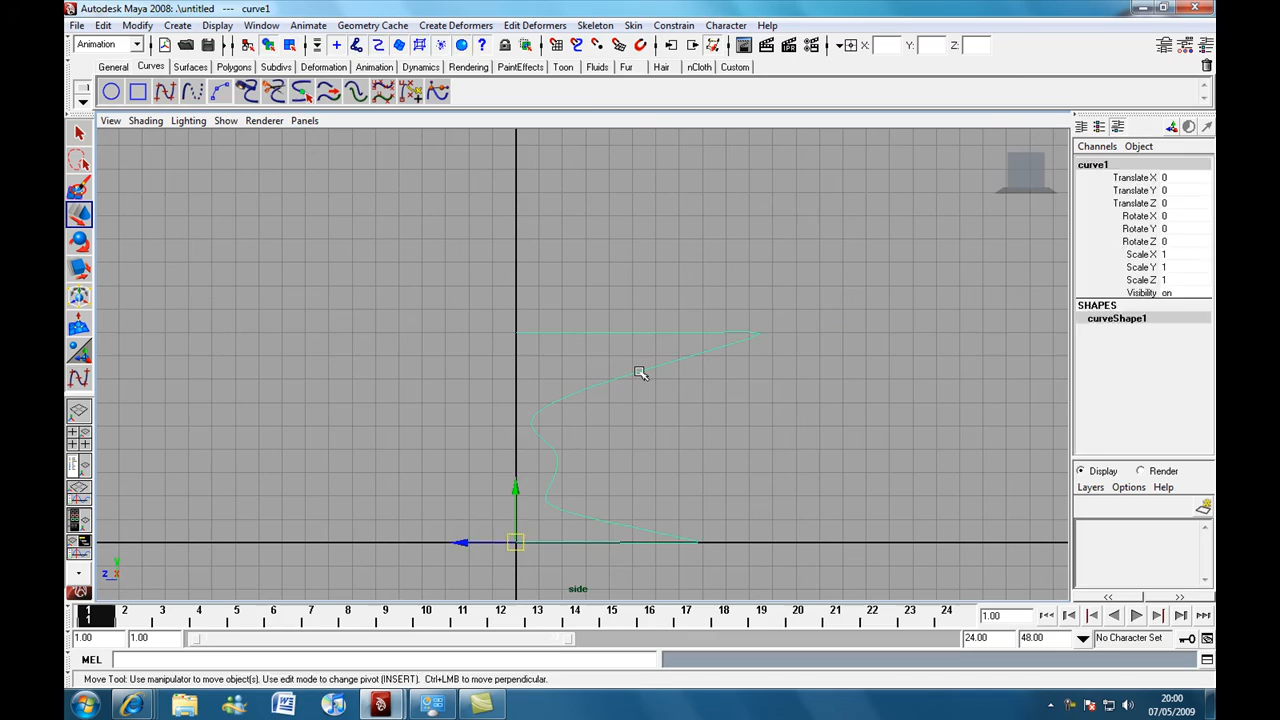 Autodesk Maya 2008: .\untitled --- curve1
File Edit Modify Create Display Window Animate Geometry Cache Create Deformers Edit Deformers Skeleton Skin Constrain Character Help
Animation X: Y: Z:
General Curves Surfaces Polygons Subdivs Deformation Animation Dynamics Rendering PaintEffects Toon Fluids Fur Hair nCloth Custom
View Shading Lighting Show Renderer Panels
Channels Object
curve1
Translate X 0
Translate Y 0
Translate Z 0
Rotate X 0
Rotate Y 0
Rotate Z 0
Scale X 1
Scale Y 1
Scale Z 1
Visibility on
SHAPES
curveShape1
Display Render
Layers Options Help
y
z x
side
1 2 3 4 5 6 7 8 9 10 11 12 13 14 15 16 17 18 19 20 21 22 23 24
1
1.00
1.00 1.00 24.00 48.00 No Character Set
MEL
Move Tool: Use manipulator to move object(s). Use edit mode to change pivot (INSERT). Ctrl+LMB to move perpendicular.
20:00
07/05/2009